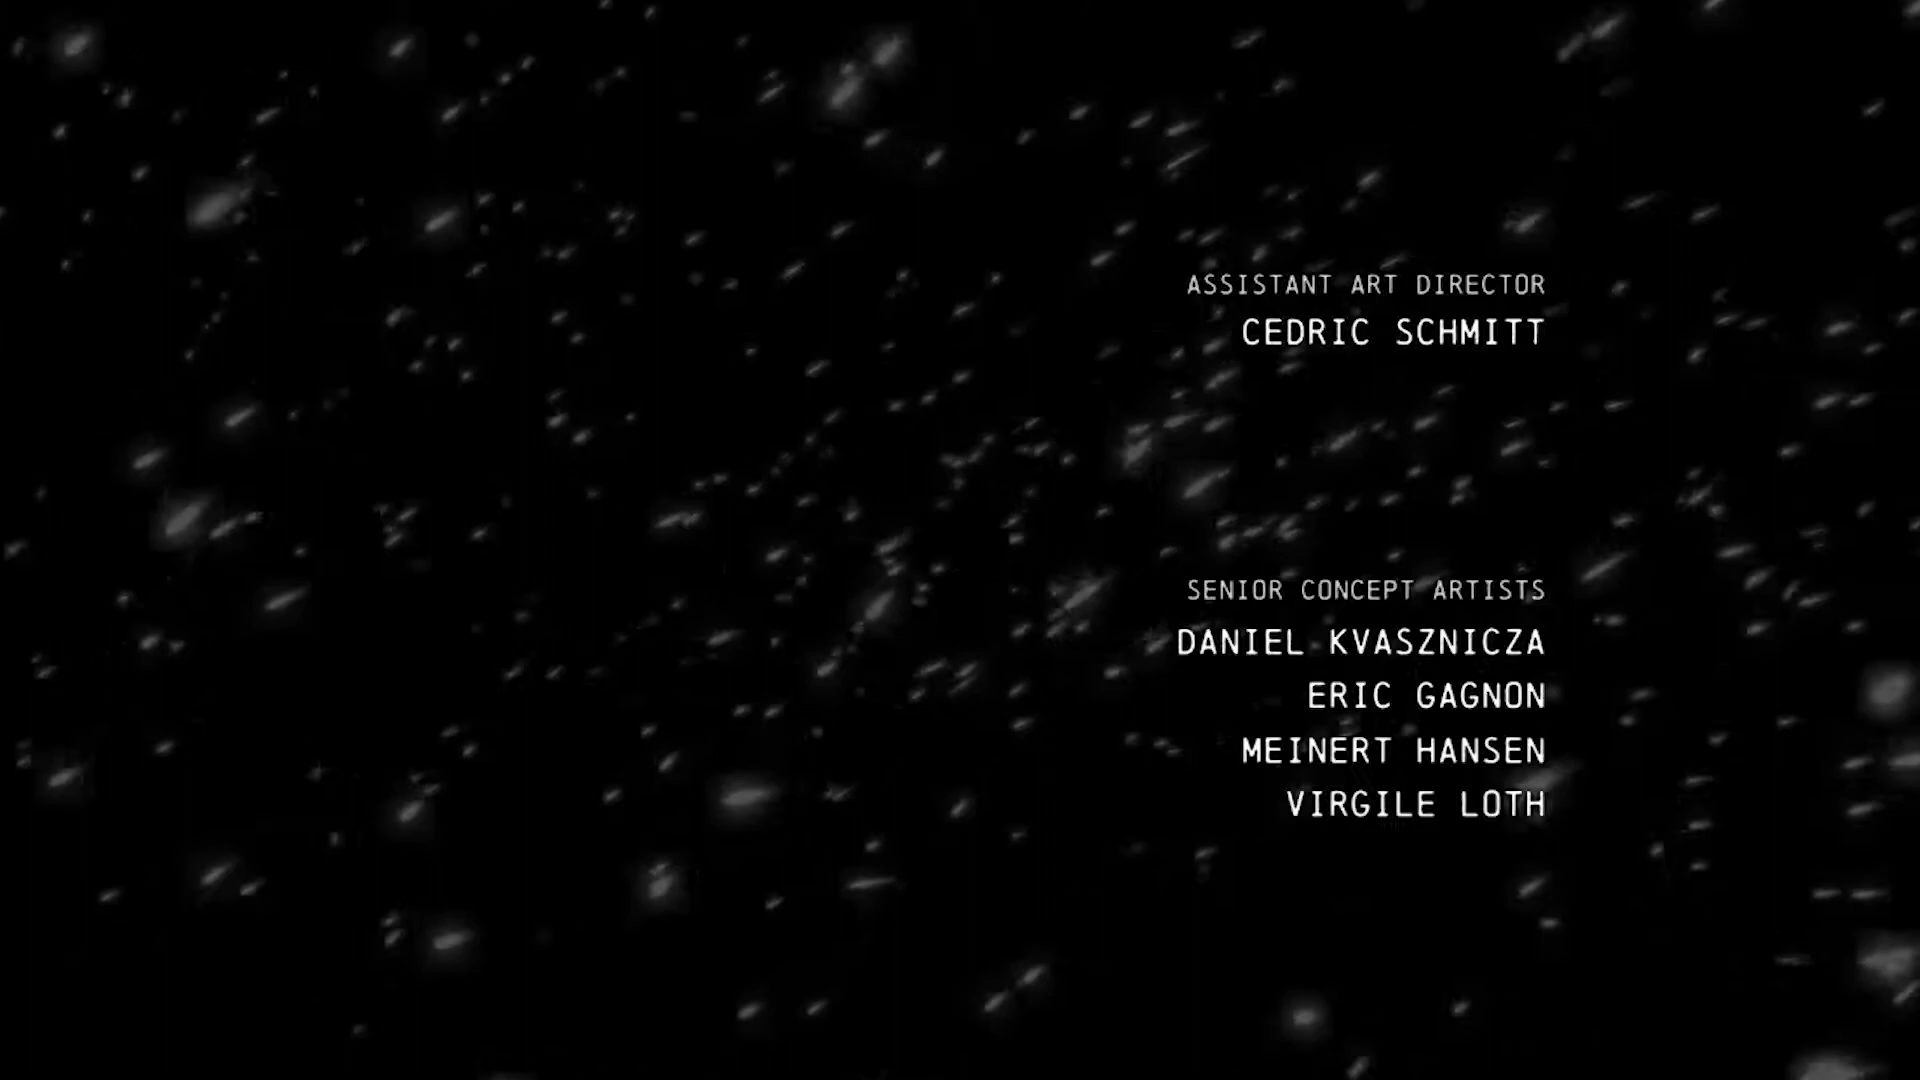 ASSISTANT ART DIRECTOR
CEDRIC SCHMITT
SENIOR CONCEPT ARTISTS
DANIEL KVASZNICZA
ERIC GAGNON
MEINERT HANSEN
VIRGILE LOTH